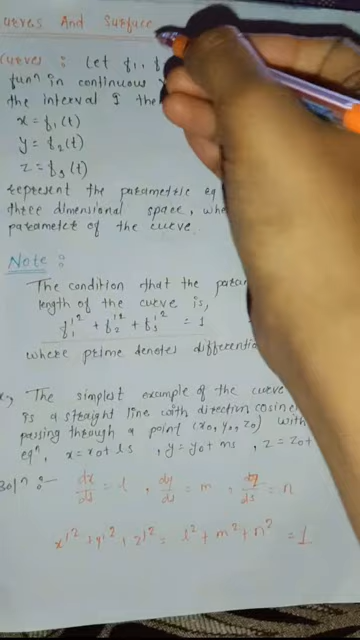 Curves And Surface
Curves :- Let f₁, f
funⁿ in continuous
the interval I the
x = f₁(t)
y = f₂(t)
z = f₃(t)
represent the parametric eq
three dimensional space, whe
parameter of the curve.
Note :-
The condition that the para
length of the curve is,
f₁'² + f₂'² + f₃'² = 1
where prime denotes differentia
The simplest example of the curve
is a straight line with direction cosine
passing through a point (x₀, y₀, z₀) with
eqⁿ, x = x₀ + ls , y = y₀ + ms , z = z₀ +
Solⁿ :- dx/ds = l , dy/ds = m , dz/ds = n
x'² + y'² + z'² = l² + m² + n² = 1